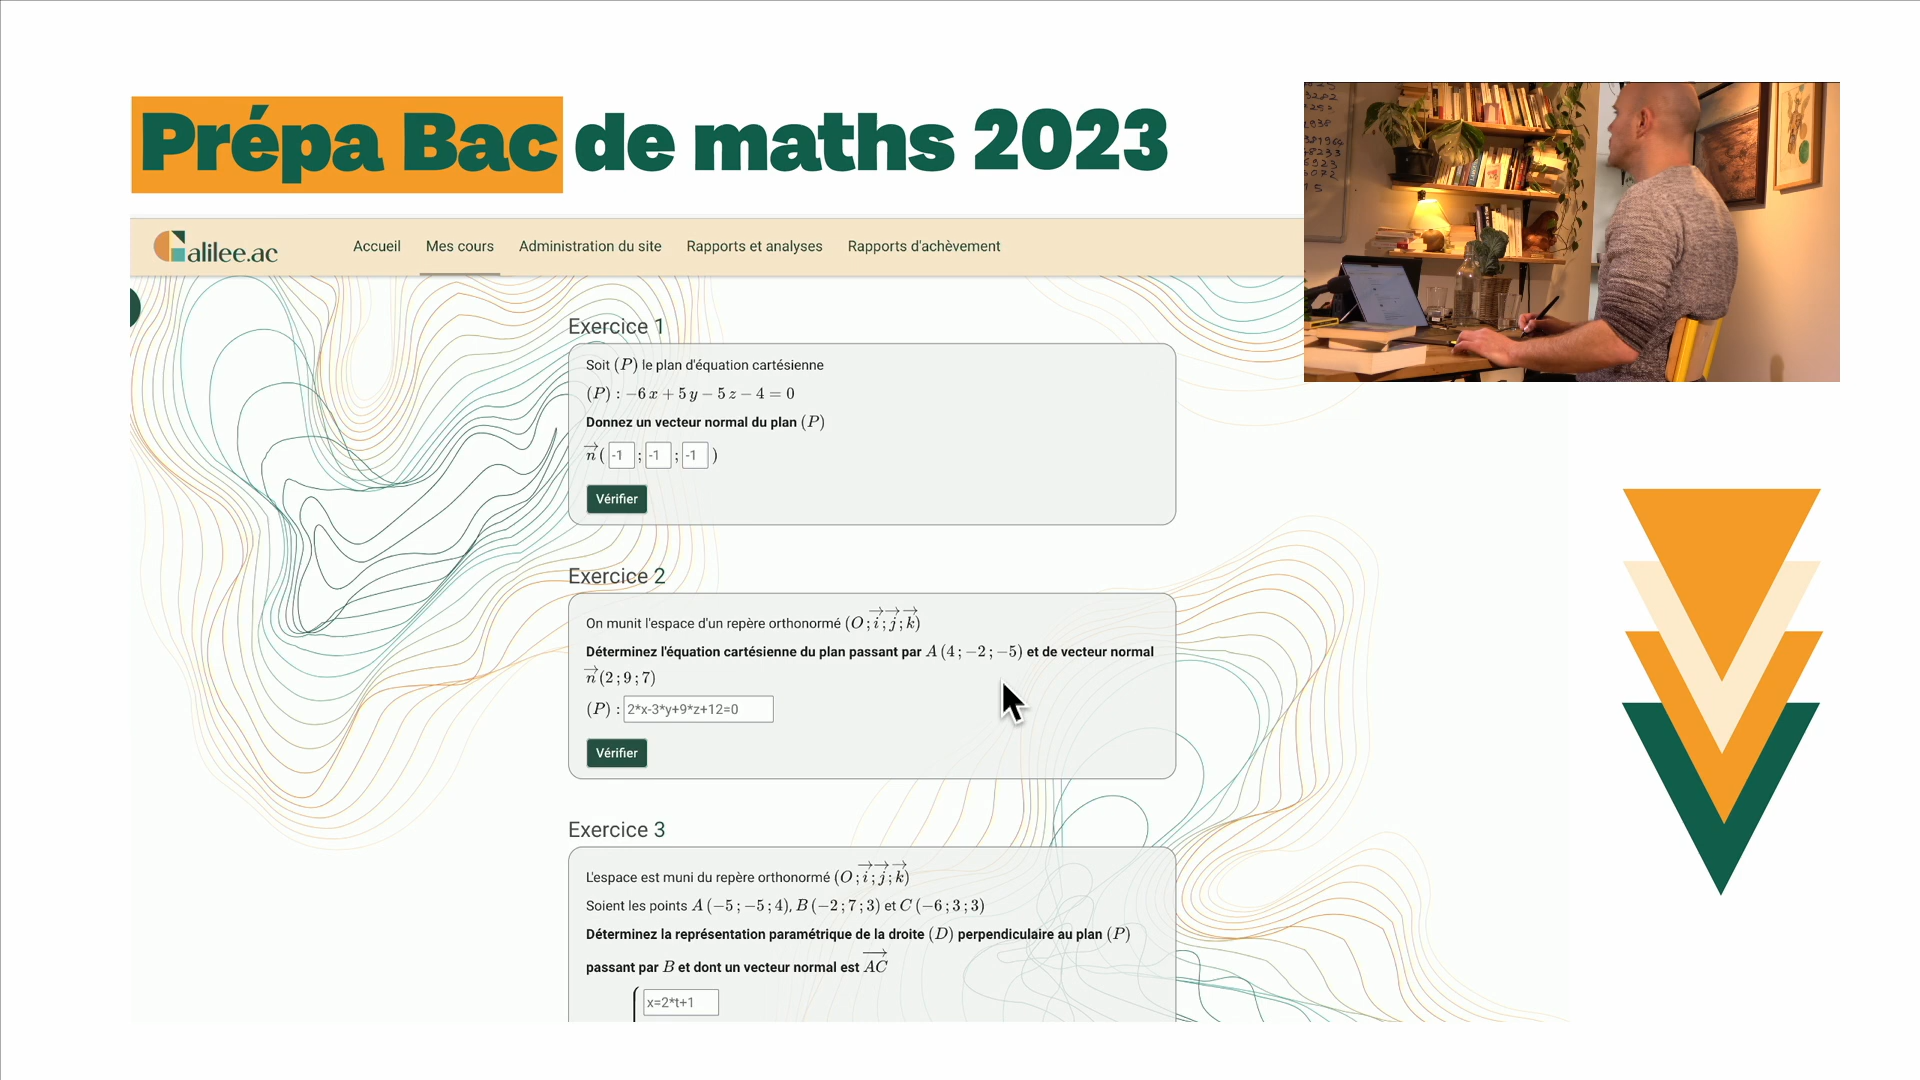 Prépa Bac de maths 2023
Galilee.ac
Accueil Mes cours Administration du site Rapports et analyses Rapports d'achèvement
Exercice 1
Soit (P) le plan d'équation cartésienne
(P) : −6 x + 5 y − 5 z − 4 = 0
Donnez un vecteur normal du plan (P)
n⃗ ( -1 ; -1 ; -1 )
Vérifier
Exercice 2
On munit l'espace d'un repère orthonormé (O ; i⃗ ; j⃗ ; k⃗)
Déterminez l'équation cartésienne du plan passant par A (4 ; −2 ; −5) et de vecteur normal
n⃗ (2 ; 9 ; 7)
(P) : 2*x-3*y+9*z+12=0
Vérifier
Exercice 3
L'espace est muni du repère orthonormé (O ; i⃗ ; j⃗ ; k⃗)
Soient les points A (−5 ; −5 ; 4), B (−2 ; 7 ; 3) et C (−6 ; 3 ; 3)
Déterminez la représentation paramétrique de la droite (D) perpendiculaire au plan (P)
passant par B et dont un vecteur normal est AC⃗
x=2*t+1